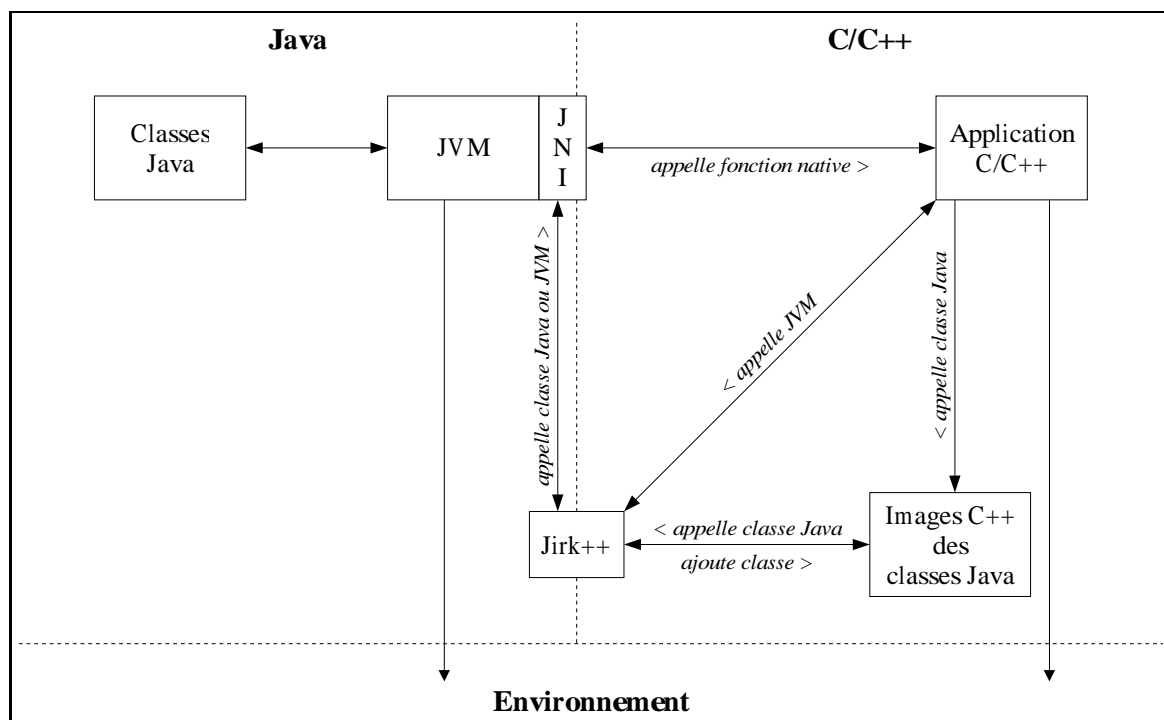 Java
C/C++
Classes
Java
JVM
J
N
I
Application
C/C++
appelle fonction native >
appelle classe Java ou JVM >
< appelle JVM
< appelle classe Java
Jirk++
< appelle classe Java
ajoute classe >
Images C++
des
classes Java
Environnement